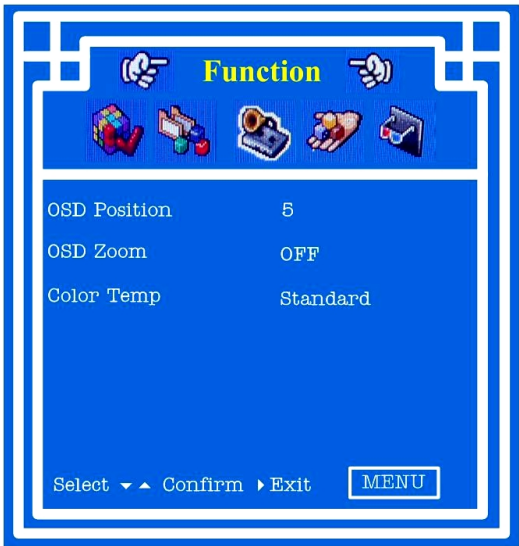 Function
OSD Position 5
OSD Zoom OFF
Color Temp Standard
Select ▾ ▴ Confirm ▸ Exit MENU